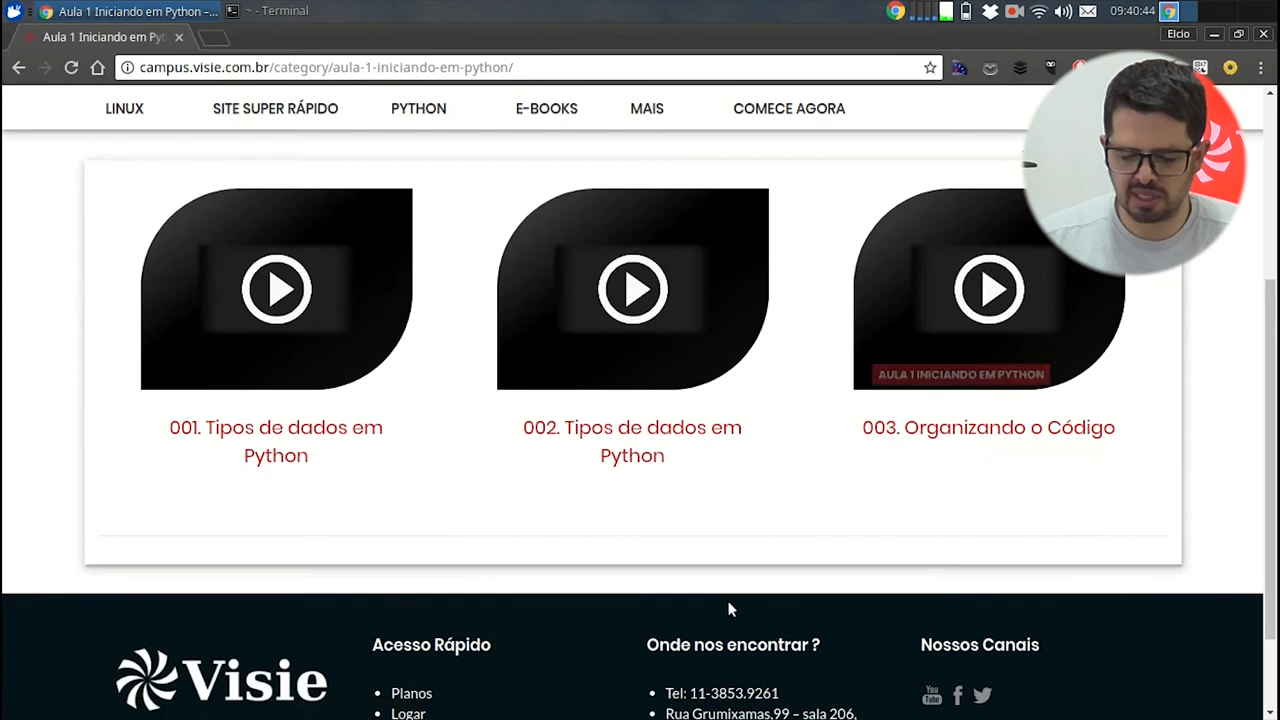 Aula 1 Iniciando em Python –...
~ - Terminal
09:40:44
Aula 1 Iniciando em Pyt
Elcio
campus.visie.com.br/category/aula-1-iniciando-em-python/
LINUX
SITE SUPER RÁPIDO
PYTHON
E-BOOKS
MAIS
COMECE AGORA
AULA 1 INICIANDO EM PYTHON
001. Tipos de dados em
Python
002. Tipos de dados em
Python
003. Organizando o Código
Visie
Acesso Rápido
Planos
Logar
Onde nos encontrar ?
Tel: 11-3853.9261
Rua Grumixamas,99 – sala 206,
Nossos Canais
You
Tube